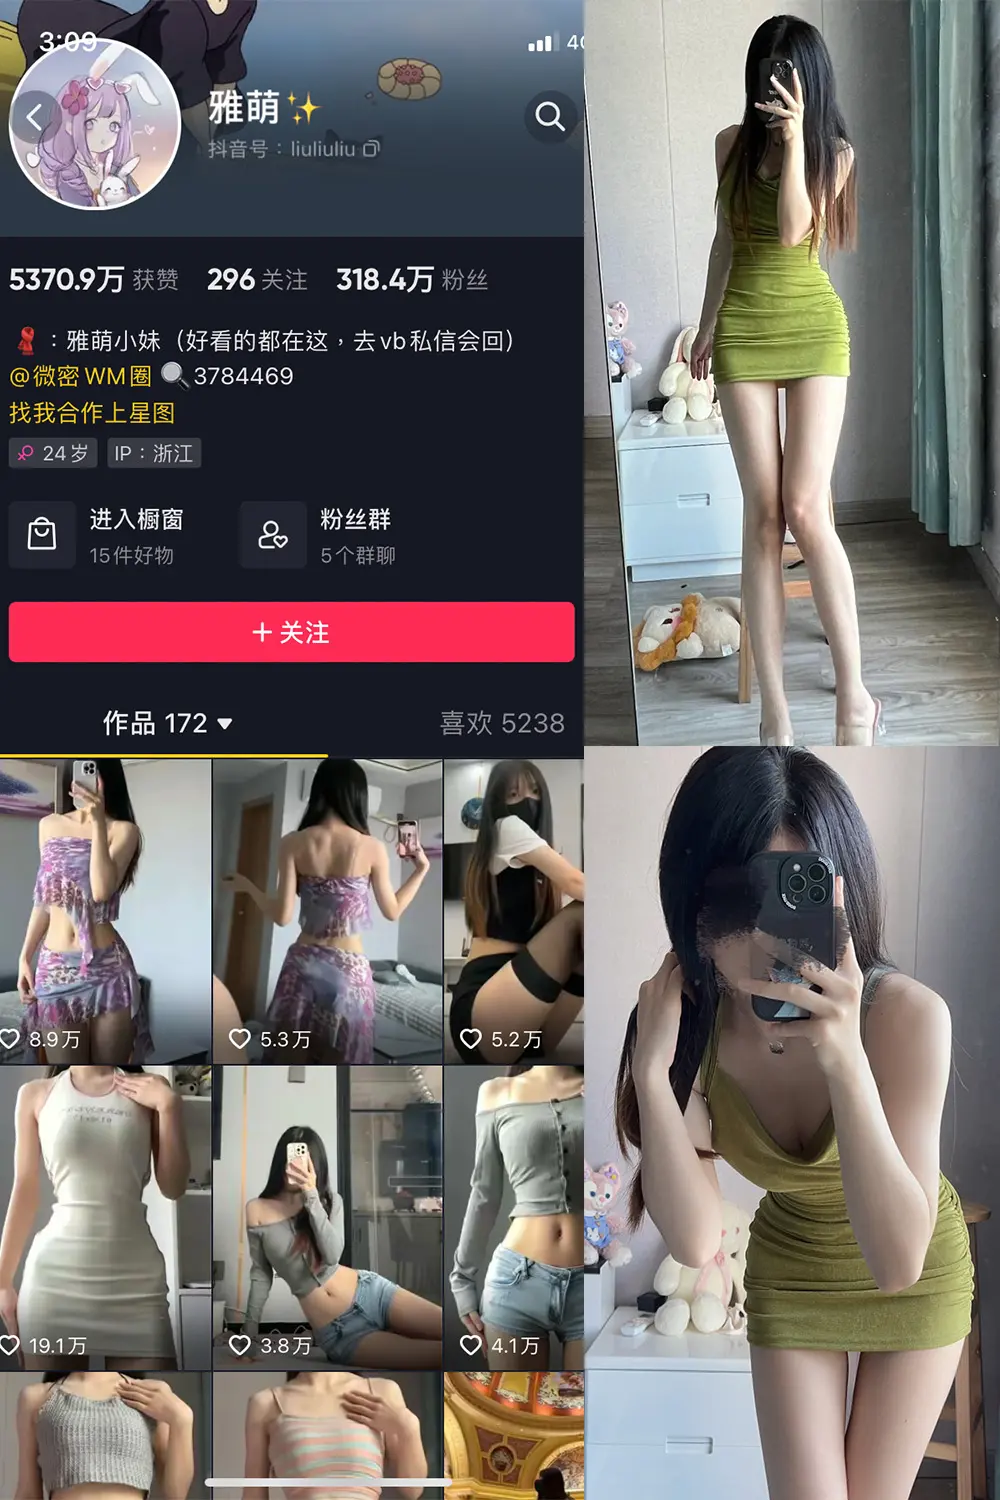 3:09
4G
雅萌✨
抖音号：liuliuliu
5370.9万 获赞 296 关注 318.4万 粉丝
：雅萌小妹（好看的都在这，去vb私信会回）
@微密WM圈 🔍3784469
找我合作上星图
24岁 IP：浙江
进入橱窗 粉丝群
15件好物 5个群聊
+ 关注
作品 172 ▼ 喜欢 5238
8.9万 5.3万 5.2万
19.1万 3.8万 4.1万